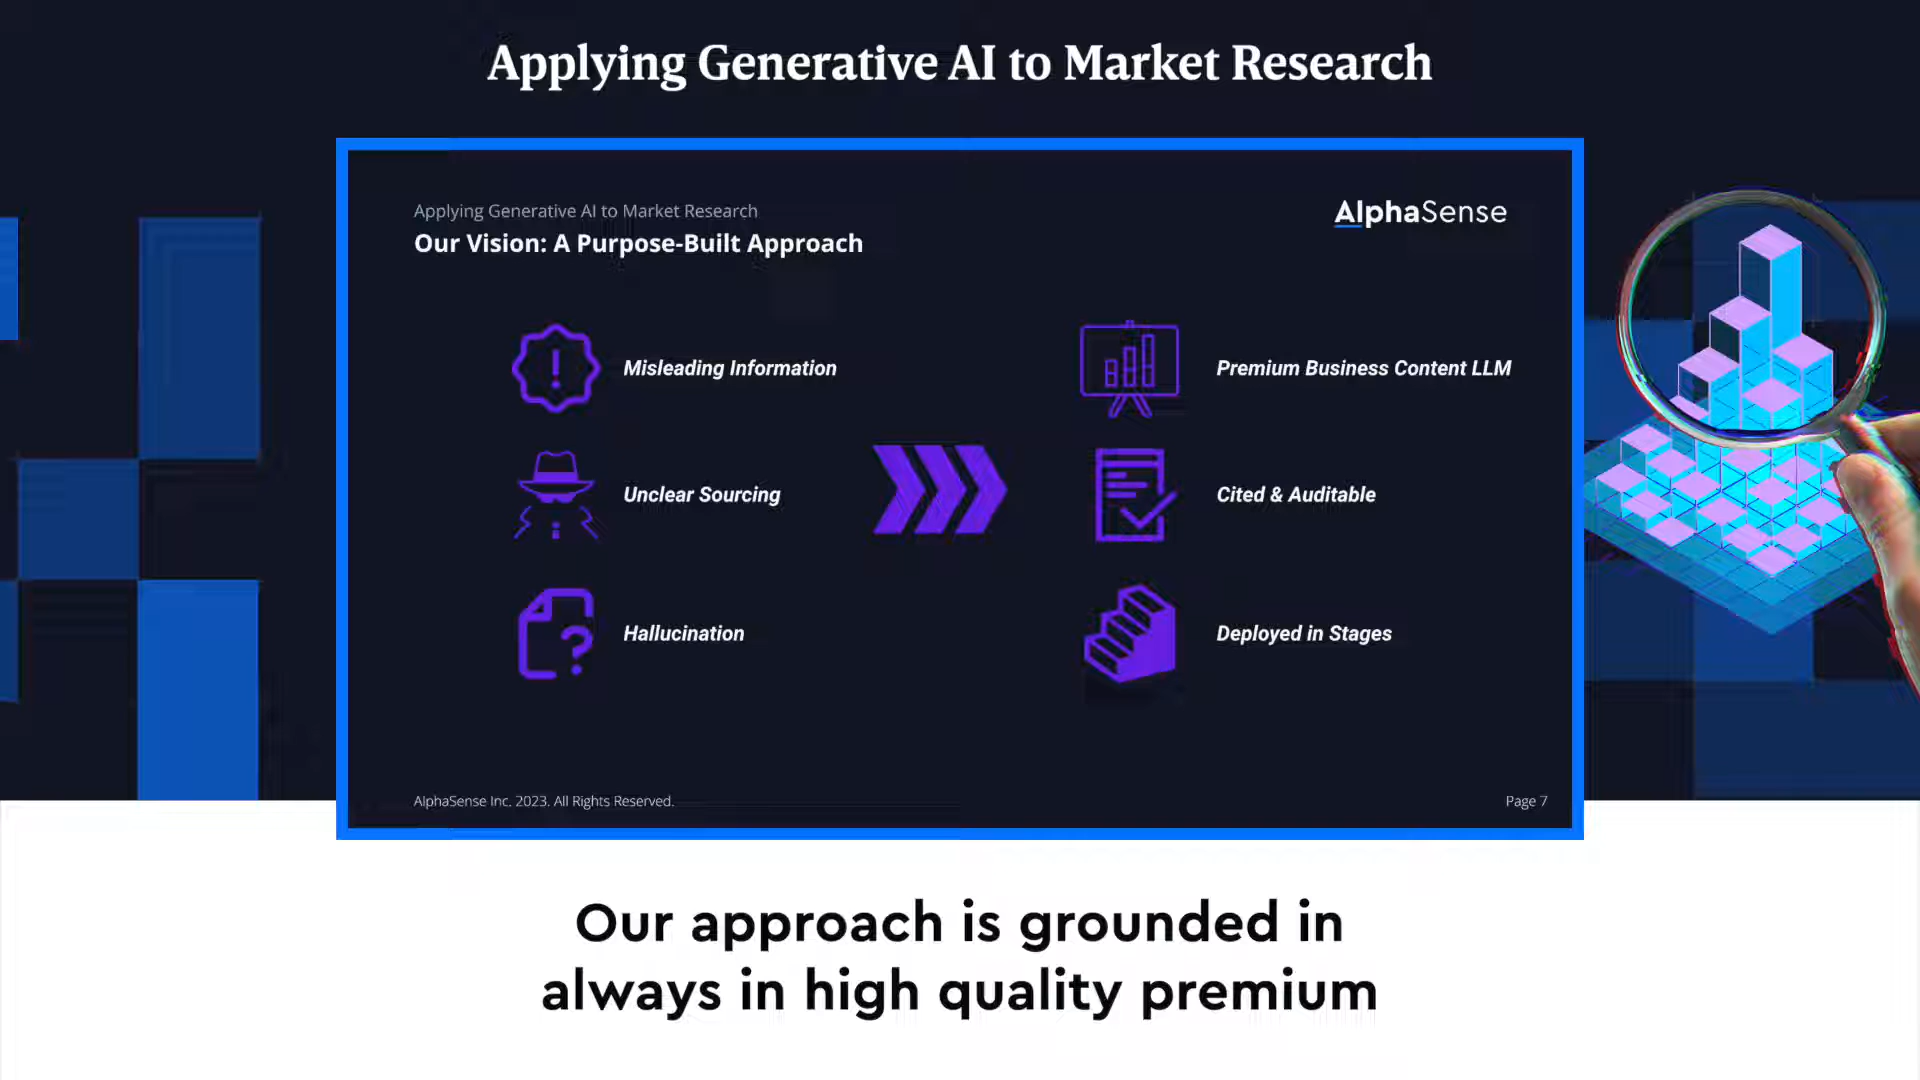 Applying Generative AI to Market Research
Applying Generative AI to Market Research
Our Vision: A Purpose-Built Approach
AlphaSense
Misleading Information
Premium Business Content LLM
Unclear Sourcing
Cited & Auditable
Hallucination
Deployed in Stages
AlphaSense Inc. 2023. All Rights Reserved.
Page 7
Our approach is grounded in
always in high quality premium